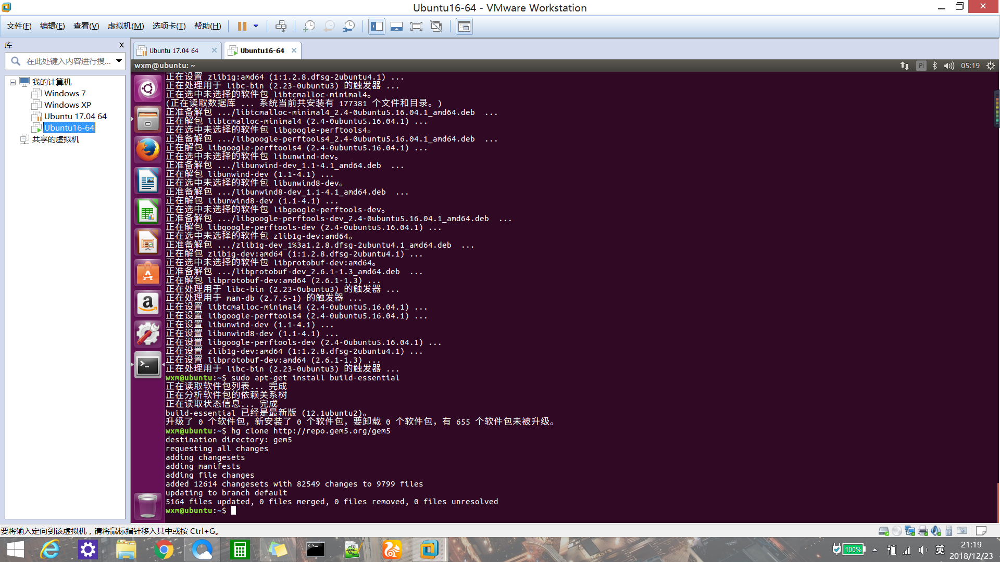 Ubuntu16-64 - VMware Workstation
文件(F) 编辑(E) 查看(V) 虚拟机(M) 选项卡(T) 帮助(H)
库
在此处键入内容进行搜...
我的计算机
Windows 7
Windows XP
Ubuntu 17.04 64
Ubuntu16-64
共享的虚拟机
Ubuntu 17.04 64
Ubuntu16-64
wxm@ubuntu: ~
Pi 05:19
正在设置 zlib1g:amd64 (1:1.2.8.dfsg-2ubuntu4.1) ...
正在处理用于 libc-bin (2.23-0ubuntu3) 的触发器 ...
正在选中未选择的软件包 libtcmalloc-minimal4。
(正在读取数据库 ... 系统当前共安装有 177381 个文件和目录。)
正准备解包 .../libtcmalloc-minimal4_2.4-0ubuntu5.16.04.1_amd64.deb ...
正在解包 libtcmalloc-minimal4 (2.4-0ubuntu5.16.04.1) ...
正在选中未选择的软件包 libgoogle-perftools4。
正准备解包 .../libgoogle-perftools4_2.4-0ubuntu5.16.04.1_amd64.deb ...
正在解包 libgoogle-perftools4 (2.4-0ubuntu5.16.04.1) ...
正在选中未选择的软件包 libunwind-dev。
正准备解包 .../libunwind-dev_1.1-4.1_amd64.deb ...
正在解包 libunwind-dev (1.1-4.1) ...
正在选中未选择的软件包 libunwind8-dev。
正准备解包 .../libunwind8-dev_1.1-4.1_amd64.deb ...
正在解包 libunwind8-dev (1.1-4.1) ...
正在选中未选择的软件包 libgoogle-perftools-dev。
正准备解包 .../libgoogle-perftools-dev_2.4-0ubuntu5.16.04.1_amd64.deb ...
正在解包 libgoogle-perftools-dev (2.4-0ubuntu5.16.04.1) ...
正在选中未选择的软件包 zlib1g-dev:amd64。
正准备解包 .../zlib1g-dev_1%3a1.2.8.dfsg-2ubuntu4.1_amd64.deb ...
正在解包 zlib1g-dev:amd64 (1:1.2.8.dfsg-2ubuntu4.1) ...
正在选中未选择的软件包 libprotobuf-dev:amd64。
正准备解包 .../libprotobuf-dev_2.6.1-1.3_amd64.deb ...
正在解包 libprotobuf-dev:amd64 (2.6.1-1.3) ...
正在处理用于 libc-bin (2.23-0ubuntu3) 的触发器 ...
正在处理用于 man-db (2.7.5-1) 的触发器 ...
正在设置 libtcmalloc-minimal4 (2.4-0ubuntu5.16.04.1) ...
正在设置 libgoogle-perftools4 (2.4-0ubuntu5.16.04.1) ...
正在设置 libunwind-dev (1.1-4.1) ...
正在设置 libunwind8-dev (1.1-4.1) ...
正在设置 libgoogle-perftools-dev (2.4-0ubuntu5.16.04.1) ...
正在设置 zlib1g-dev:amd64 (1:1.2.8.dfsg-2ubuntu4.1) ...
正在设置 libprotobuf-dev:amd64 (2.6.1-1.3) ...
正在处理用于 libc-bin (2.23-0ubuntu3) 的触发器 ...
wxm@ubuntu:~$ sudo apt-get install build-essential
正在读取软件包列表... 完成
正在分析软件包的依赖关系树
正在读取状态信息... 完成
build-essential 已经是最新版 (12.1ubuntu2)。
升级了 0 个软件包，新安装了 0 个软件包，要卸载 0 个软件包，有 655 个软件包未被升级。
wxm@ubuntu:~$ hg clone http://repo.gem5.org/gem5
destination directory: gem5
requesting all changes
adding changesets
adding manifests
adding file changes
added 12614 changesets with 82549 changes to 9799 files
updating to branch default
5164 files updated, 0 files merged, 0 files removed, 0 files unresolved
wxm@ubuntu:~$
要将输入定向到该虚拟机，请将鼠标指针移入其中或按 Ctrl+G。
100% 英 21:19
2018/12/23